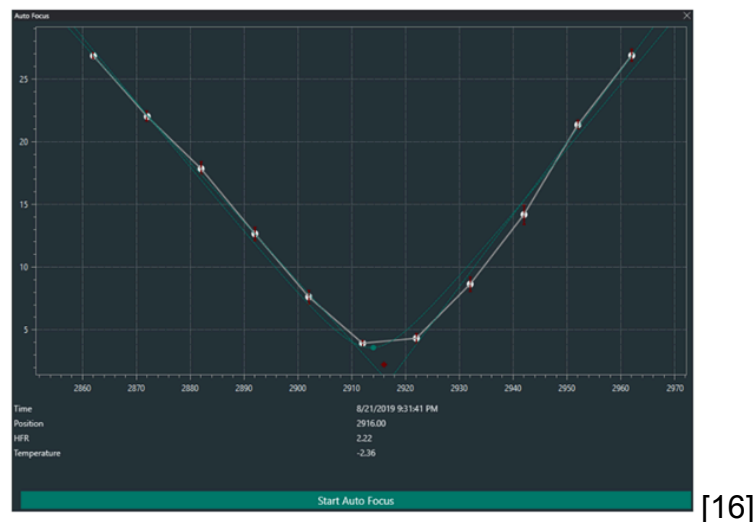 Auto Focus
25
20
15
10
5
2860 2870 2880 2890 2900 2910 2920 2930 2940 2950 2960 2970
Time 8/21/2019 9:31:41 PM
Position 2916.00
HFR 2.22
Temperature -2.36
Start Auto Focus
[16]